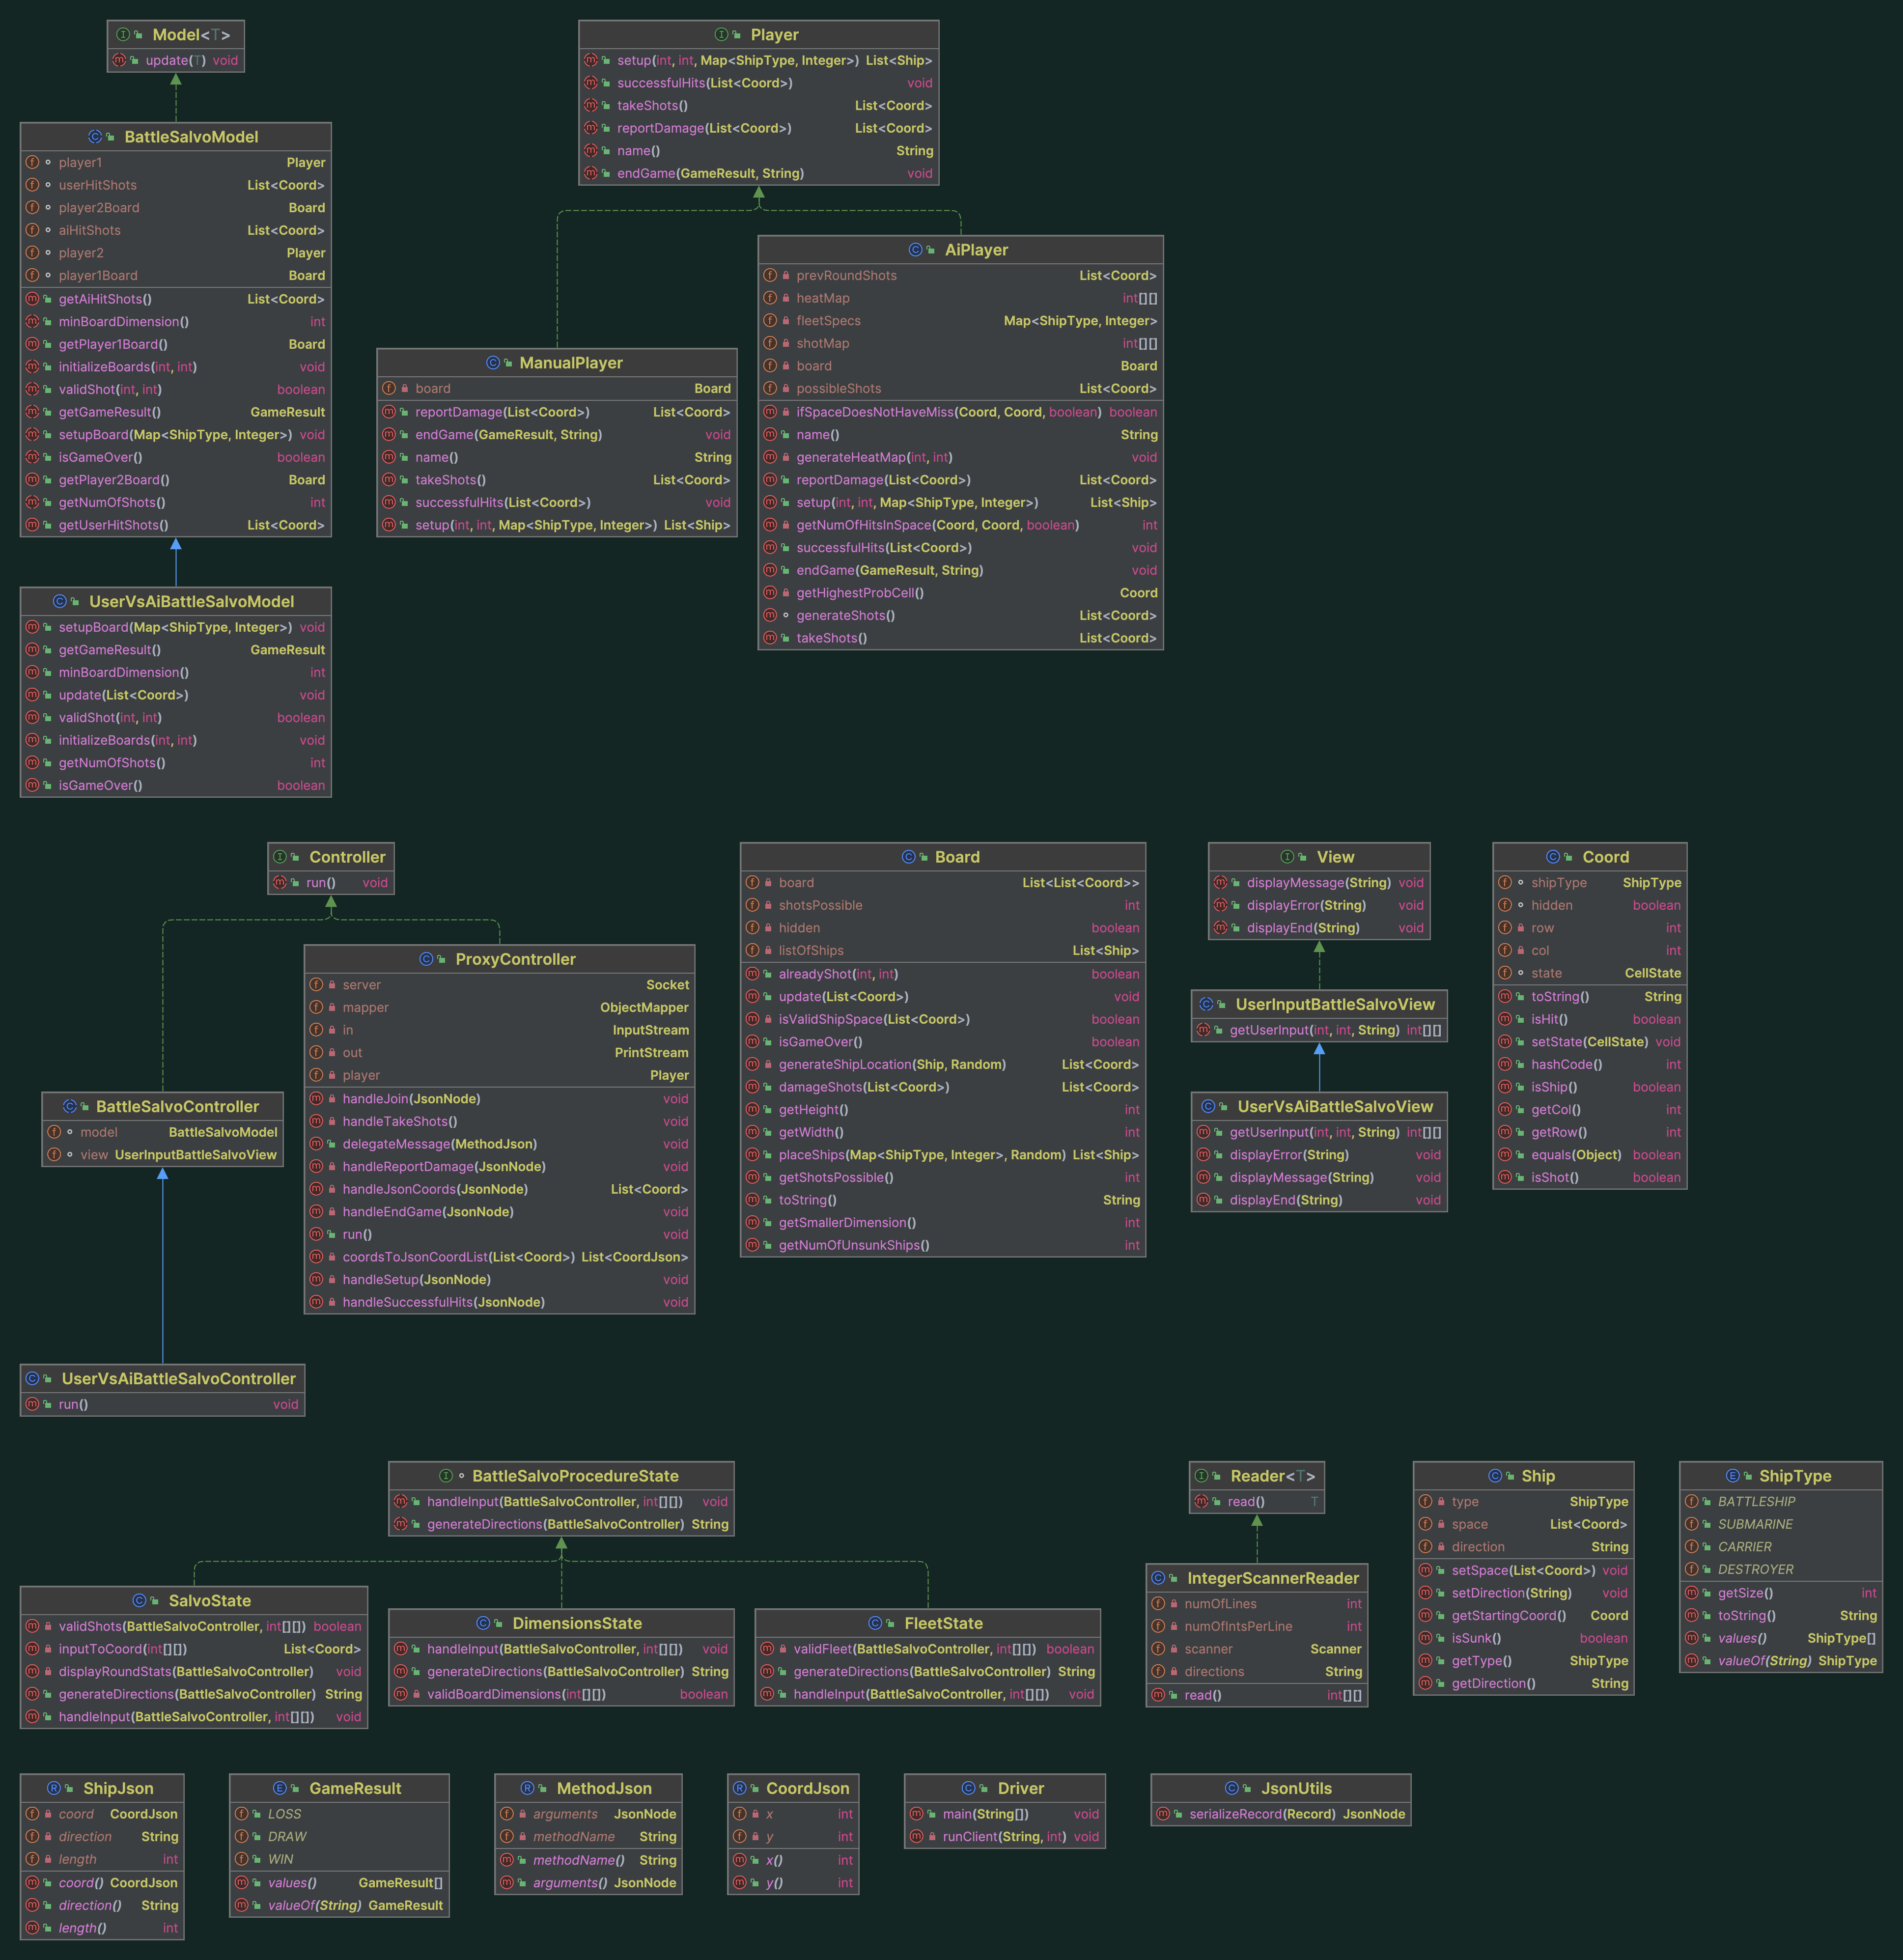 Model<T>
update(T) void
Player
setup(int, int, Map<ShipType, Integer>) List<Ship>
successfulHits(List<Coord>) void
takeShots() List<Coord>
reportDamage(List<Coord>) List<Coord>
name() String
endGame(GameResult, String) void
BattleSalvoModel
player1 Player
userHitShots List<Coord>
player2Board Board
aiHitShots List<Coord>
player2 Player
player1Board Board
getAiHitShots() List<Coord>
minBoardDimension() int
getPlayer1Board() Board
initializeBoards(int, int) void
validShot(int, int) boolean
getGameResult() GameResult
setupBoard(Map<ShipType, Integer>) void
isGameOver() boolean
getPlayer2Board() Board
getNumOfShots() int
getUserHitShots() List<Coord>
AiPlayer
prevRoundShots List<Coord>
heatMap int[][]
fleetSpecs Map<ShipType, Integer>
shotMap int[][]
board Board
possibleShots List<Coord>
ifSpaceDoesNotHaveMiss(Coord, Coord, boolean) boolean
name() String
generateHeatMap(int, int) void
reportDamage(List<Coord>) List<Coord>
setup(int, int, Map<ShipType, Integer>) List<Ship>
getNumOfHitsInSpace(Coord, Coord, boolean) int
successfulHits(List<Coord>) void
endGame(GameResult, String) void
getHighestProbCell() Coord
generateShots() List<Coord>
takeShots() List<Coord>
ManualPlayer
board Board
reportDamage(List<Coord>) List<Coord>
endGame(GameResult, String) void
name() String
takeShots() List<Coord>
successfulHits(List<Coord>) void
setup(int, int, Map<ShipType, Integer>) List<Ship>
UserVsAiBattleSalvoModel
setupBoard(Map<ShipType, Integer>) void
getGameResult() GameResult
minBoardDimension() int
update(List<Coord>) void
validShot(int, int) boolean
initializeBoards(int, int) void
getNumOfShots() int
isGameOver() boolean
Controller
run() void
ProxyController
server Socket
mapper ObjectMapper
in InputStream
out PrintStream
player Player
handleJoin(JsonNode) void
handleTakeShots() void
delegateMessage(MethodJson) void
handleReportDamage(JsonNode) void
handleJsonCoords(JsonNode) List<Coord>
handleEndGame(JsonNode) void
run() void
coordsToJsonCoordList(List<Coord>) List<CoordJson>
handleSetup(JsonNode) void
handleSuccessfulHits(JsonNode) void
BattleSalvoController
model BattleSalvoModel
view UserInputBattleSalvoView
UserVsAiBattleSalvoController
run() void
Board
board List<List<Coord>>
shotsPossible int
hidden boolean
listOfShips List<Ship>
alreadyShot(int, int) boolean
update(List<Coord>) void
isValidShipSpace(List<Coord>) boolean
isGameOver() boolean
generateShipLocation(Ship, Random) List<Coord>
damageShots(List<Coord>) List<Coord>
getHeight() int
getWidth() int
placeShips(Map<ShipType, Integer>, Random) List<Ship>
getShotsPossible() int
toString() String
getSmallerDimension() int
getNumOfUnsunkShips() int
View
displayMessage(String) void
displayError(String) void
displayEnd(String) void
UserInputBattleSalvoView
getUserInput(int, int, String) int[][]
UserVsAiBattleSalvoView
getUserInput(int, int, String) int[][]
displayError(String) void
displayMessage(String) void
displayEnd(String) void
Coord
shipType ShipType
hidden boolean
row int
col int
state CellState
toString() String
isHit() boolean
setState(CellState) void
hashCode() int
isShip() boolean
getCol() int
getRow() int
equals(Object) boolean
isShot() boolean
BattleSalvoProcedureState
handleInput(BattleSalvoController, int[][]) void
generateDirections(BattleSalvoController) String
SalvoState
validShots(BattleSalvoController, int[][]) boolean
inputToCoord(int[][]) List<Coord>
displayRoundStats(BattleSalvoController) void
generateDirections(BattleSalvoController) String
handleInput(BattleSalvoController, int[][]) void
DimensionsState
handleInput(BattleSalvoController, int[][]) void
generateDirections(BattleSalvoController) String
validBoardDimensions(int[][]) boolean
FleetState
validFleet(BattleSalvoController, int[][]) boolean
generateDirections(BattleSalvoController) String
handleInput(BattleSalvoController, int[][]) void
Reader<T>
read() T
IntegerScannerReader
numOfLines int
numOfIntsPerLine int
scanner Scanner
directions String
read() int[][]
Ship
type ShipType
space List<Coord>
direction String
setSpace(List<Coord>) void
setDirection(String) void
getStartingCoord() Coord
isSunk() boolean
getType() ShipType
getDirection() String
ShipType
BATTLESHIP
SUBMARINE
CARRIER
DESTROYER
getSize() int
toString() String
values() ShipType[]
valueOf(String) ShipType
ShipJson
coord CoordJson
direction String
length int
coord() CoordJson
direction() String
length() int
GameResult
LOSS
DRAW
WIN
values() GameResult[]
valueOf(String) GameResult
MethodJson
arguments JsonNode
methodName String
methodName() String
arguments() JsonNode
CoordJson
x int
y int
x() int
y() int
Driver
main(String[]) void
runClient(String, int) void
JsonUtils
serializeRecord(Record) JsonNode